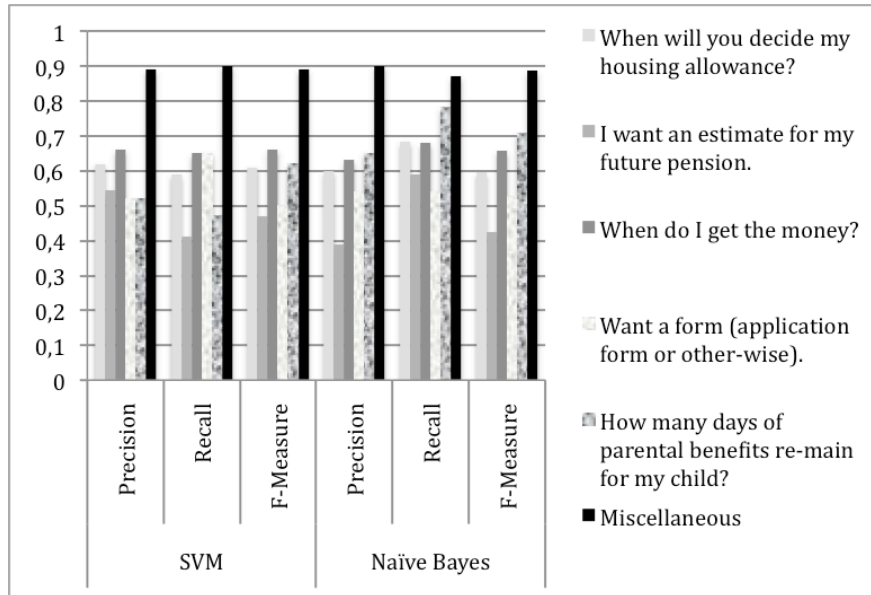 1
0,9
0,8
0,7
0,6
0,5
0,4
0,3
0,2
0,1
0
Precision
Recall
F-Measure
Precision
Recall
F-Measure
SVM
Naïve Bayes
When will you decide my
housing allowance?
I want an estimate for my
future pension.
When do I get the money?
Want a form (application
form or other-wise).
How many days of
parental benefits re-main
for my child?
Miscellaneous